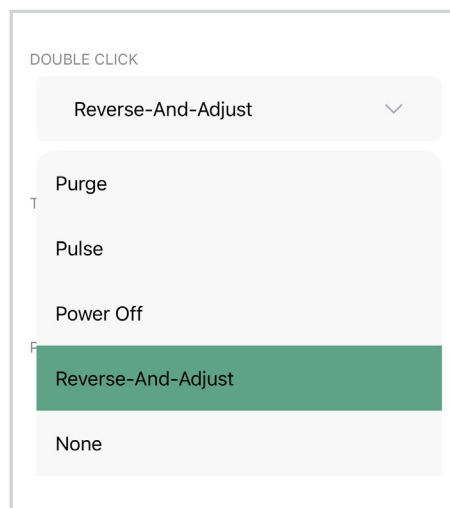 DOUBLE CLICK
Reverse-And-Adjust
Purge
T
Pulse
Power Off
Reverse-And-Adjust
None